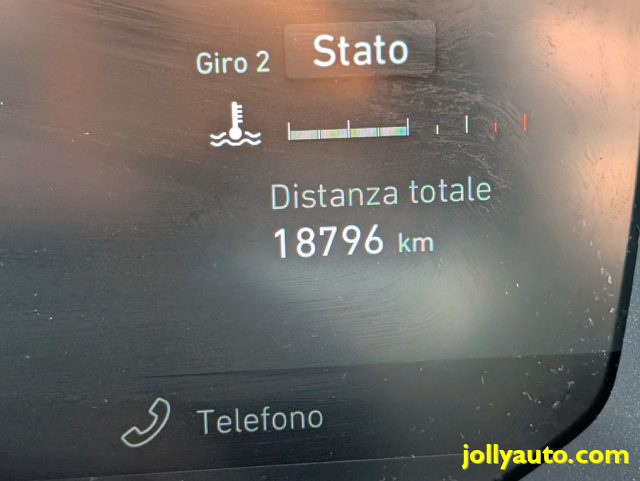 Giro 2 Stato
Distanza totale
18796 km
Telefono
jollyauto.com